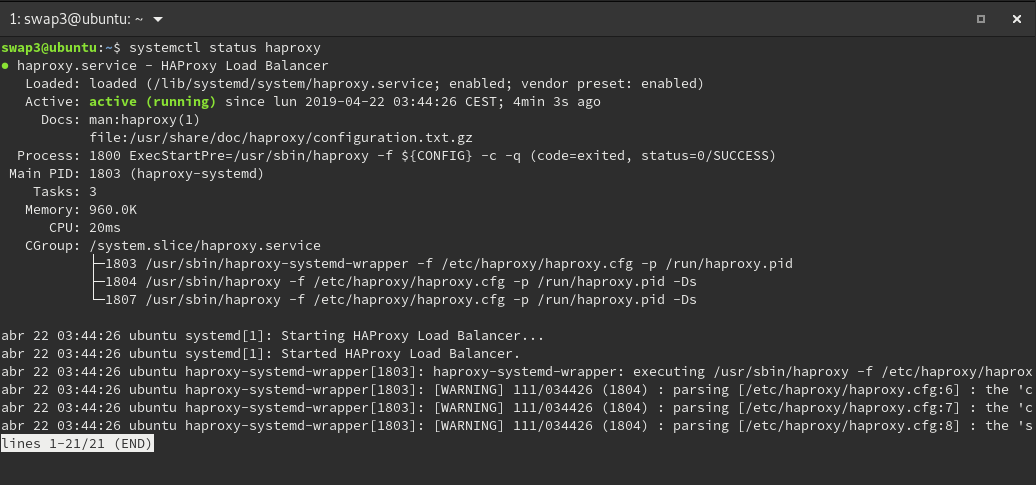 1: swap3@ubuntu: ~
swap3@ubuntu:~$ systemctl status haproxy
● haproxy.service - HAProxy Load Balancer
   Loaded: loaded (/lib/systemd/system/haproxy.service; enabled; vendor preset: enabled)
   Active: active (running) since lun 2019-04-22 03:44:26 CEST; 4min 3s ago
     Docs: man:haproxy(1)
           file:/usr/share/doc/haproxy/configuration.txt.gz
  Process: 1800 ExecStartPre=/usr/sbin/haproxy -f ${CONFIG} -c -q (code=exited, status=0/SUCCESS)
 Main PID: 1803 (haproxy-systemd)
    Tasks: 3
   Memory: 960.0K
      CPU: 20ms
   CGroup: /system.slice/haproxy.service
           ├─1803 /usr/sbin/haproxy-systemd-wrapper -f /etc/haproxy/haproxy.cfg -p /run/haproxy.pid
           ├─1804 /usr/sbin/haproxy -f /etc/haproxy/haproxy.cfg -p /run/haproxy.pid -Ds
           └─1807 /usr/sbin/haproxy -f /etc/haproxy/haproxy.cfg -p /run/haproxy.pid -Ds
abr 22 03:44:26 ubuntu systemd[1]: Starting HAProxy Load Balancer...
abr 22 03:44:26 ubuntu systemd[1]: Started HAProxy Load Balancer.
abr 22 03:44:26 ubuntu haproxy-systemd-wrapper[1803]: haproxy-systemd-wrapper: executing /usr/sbin/haproxy -f /etc/haproxy/haprox
abr 22 03:44:26 ubuntu haproxy-systemd-wrapper[1803]: [WARNING] 111/034426 (1804) : parsing [/etc/haproxy/haproxy.cfg:6] : the 'c
abr 22 03:44:26 ubuntu haproxy-systemd-wrapper[1803]: [WARNING] 111/034426 (1804) : parsing [/etc/haproxy/haproxy.cfg:7] : the 'c
abr 22 03:44:26 ubuntu haproxy-systemd-wrapper[1803]: [WARNING] 111/034426 (1804) : parsing [/etc/haproxy/haproxy.cfg:8] : the 's
lines 1-21/21 (END)